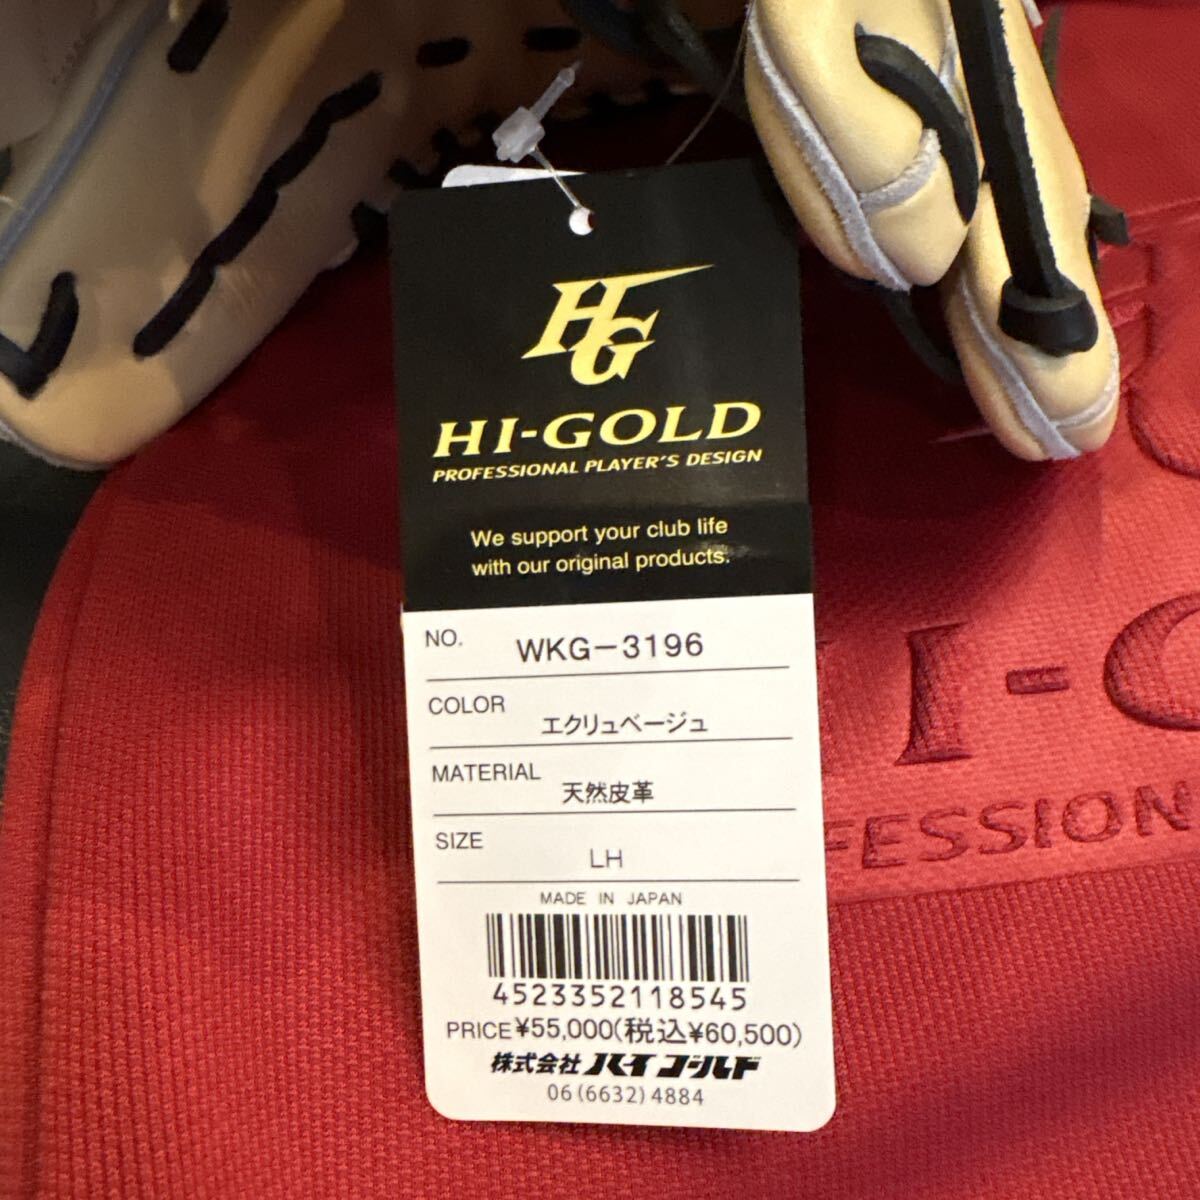 HG
HI-GOLD
PROFESSIONAL PLAYER'S DESIGN
We support your club life
with our original products.
NO. WKG-3196
COLOR エクリュベージュ
MATERIAL 天然皮革
SIZE LH
MADE IN JAPAN
4523352118545
PRICE ¥55,000(税込¥60,500)
株式会社ハイゴールド
06(6632)4884
HI-G
FESSION